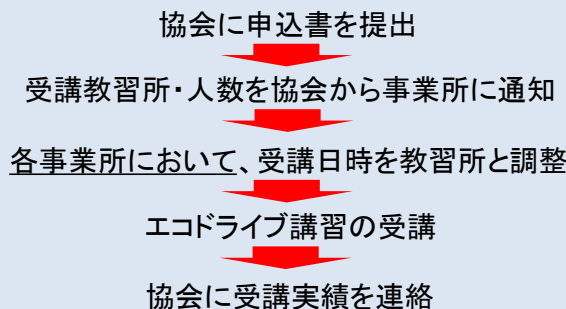 協会に申込書を提出
受講教習所・人数を協会から事業所に通知
各事業所において、受講日時を教習所と調整
エコドライブ講習の受講
協会に受講実績を連絡